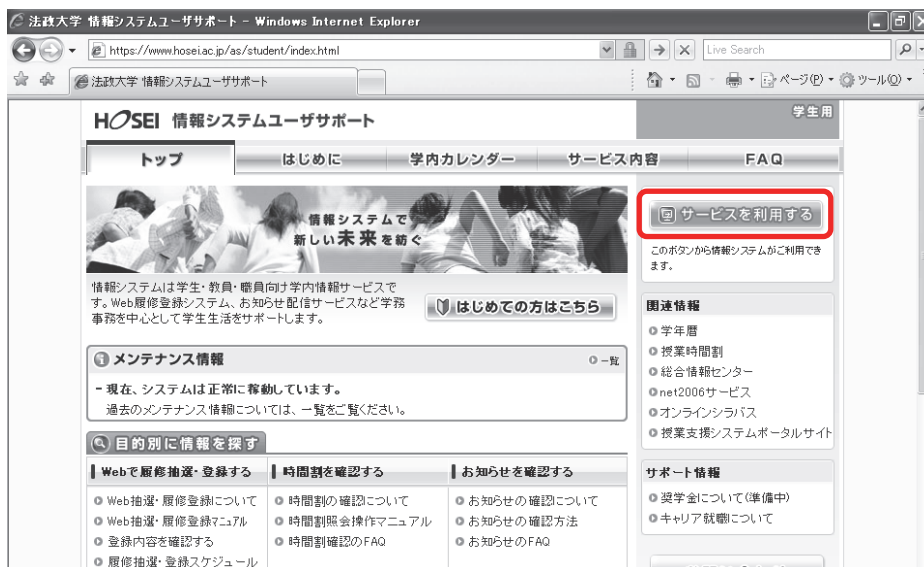 法政大学 情報システムユーザサポート - Windows Internet Explorer
https://www.hosei.ac.jp/as/student/index.html
Live Search
法政大学 情報システムユーザサポート
ページ(P)
ツール(O)
HOSEI 情報システムユーザサポート
学生用
トップ
はじめに
学内カレンダー
サービス内容
FAQ
情報システムで
新しい未来を紡ぐ
サービスを利用する
このボタンから情報システムがご利用でき
ます。
情報システムは学生・教員・職員向け学内情報サービスで
す。Web履修登録システム、お知らせ配信サービスなど学務
事務を中心として学生生活をサポートします。
はじめての方はこちら
メンテナンス情報
一覧
- 現在、システムは正常に稼動しています。
過去のメンテナンス情報については、一覧をご覧ください。
関連情報
学年暦
授業時間割
総合情報センター
net2006サービス
オンラインシラバス
授業支援システムポータルサイト
サポート情報
奨学金について(準備中)
キャリア就職について
目的別に情報を探す
Webで履修抽選・登録する
Web抽選・履修登録について
Web抽選・履修登録マニュアル
登録内容を確認する
履修抽選・登録スケジュール
時間割を確認する
時間割の確認について
時間割照会操作マニュアル
時間割確認のFAQ
お知らせを確認する
お知らせの確認について
お知らせの確認方法
お知らせのFAQ